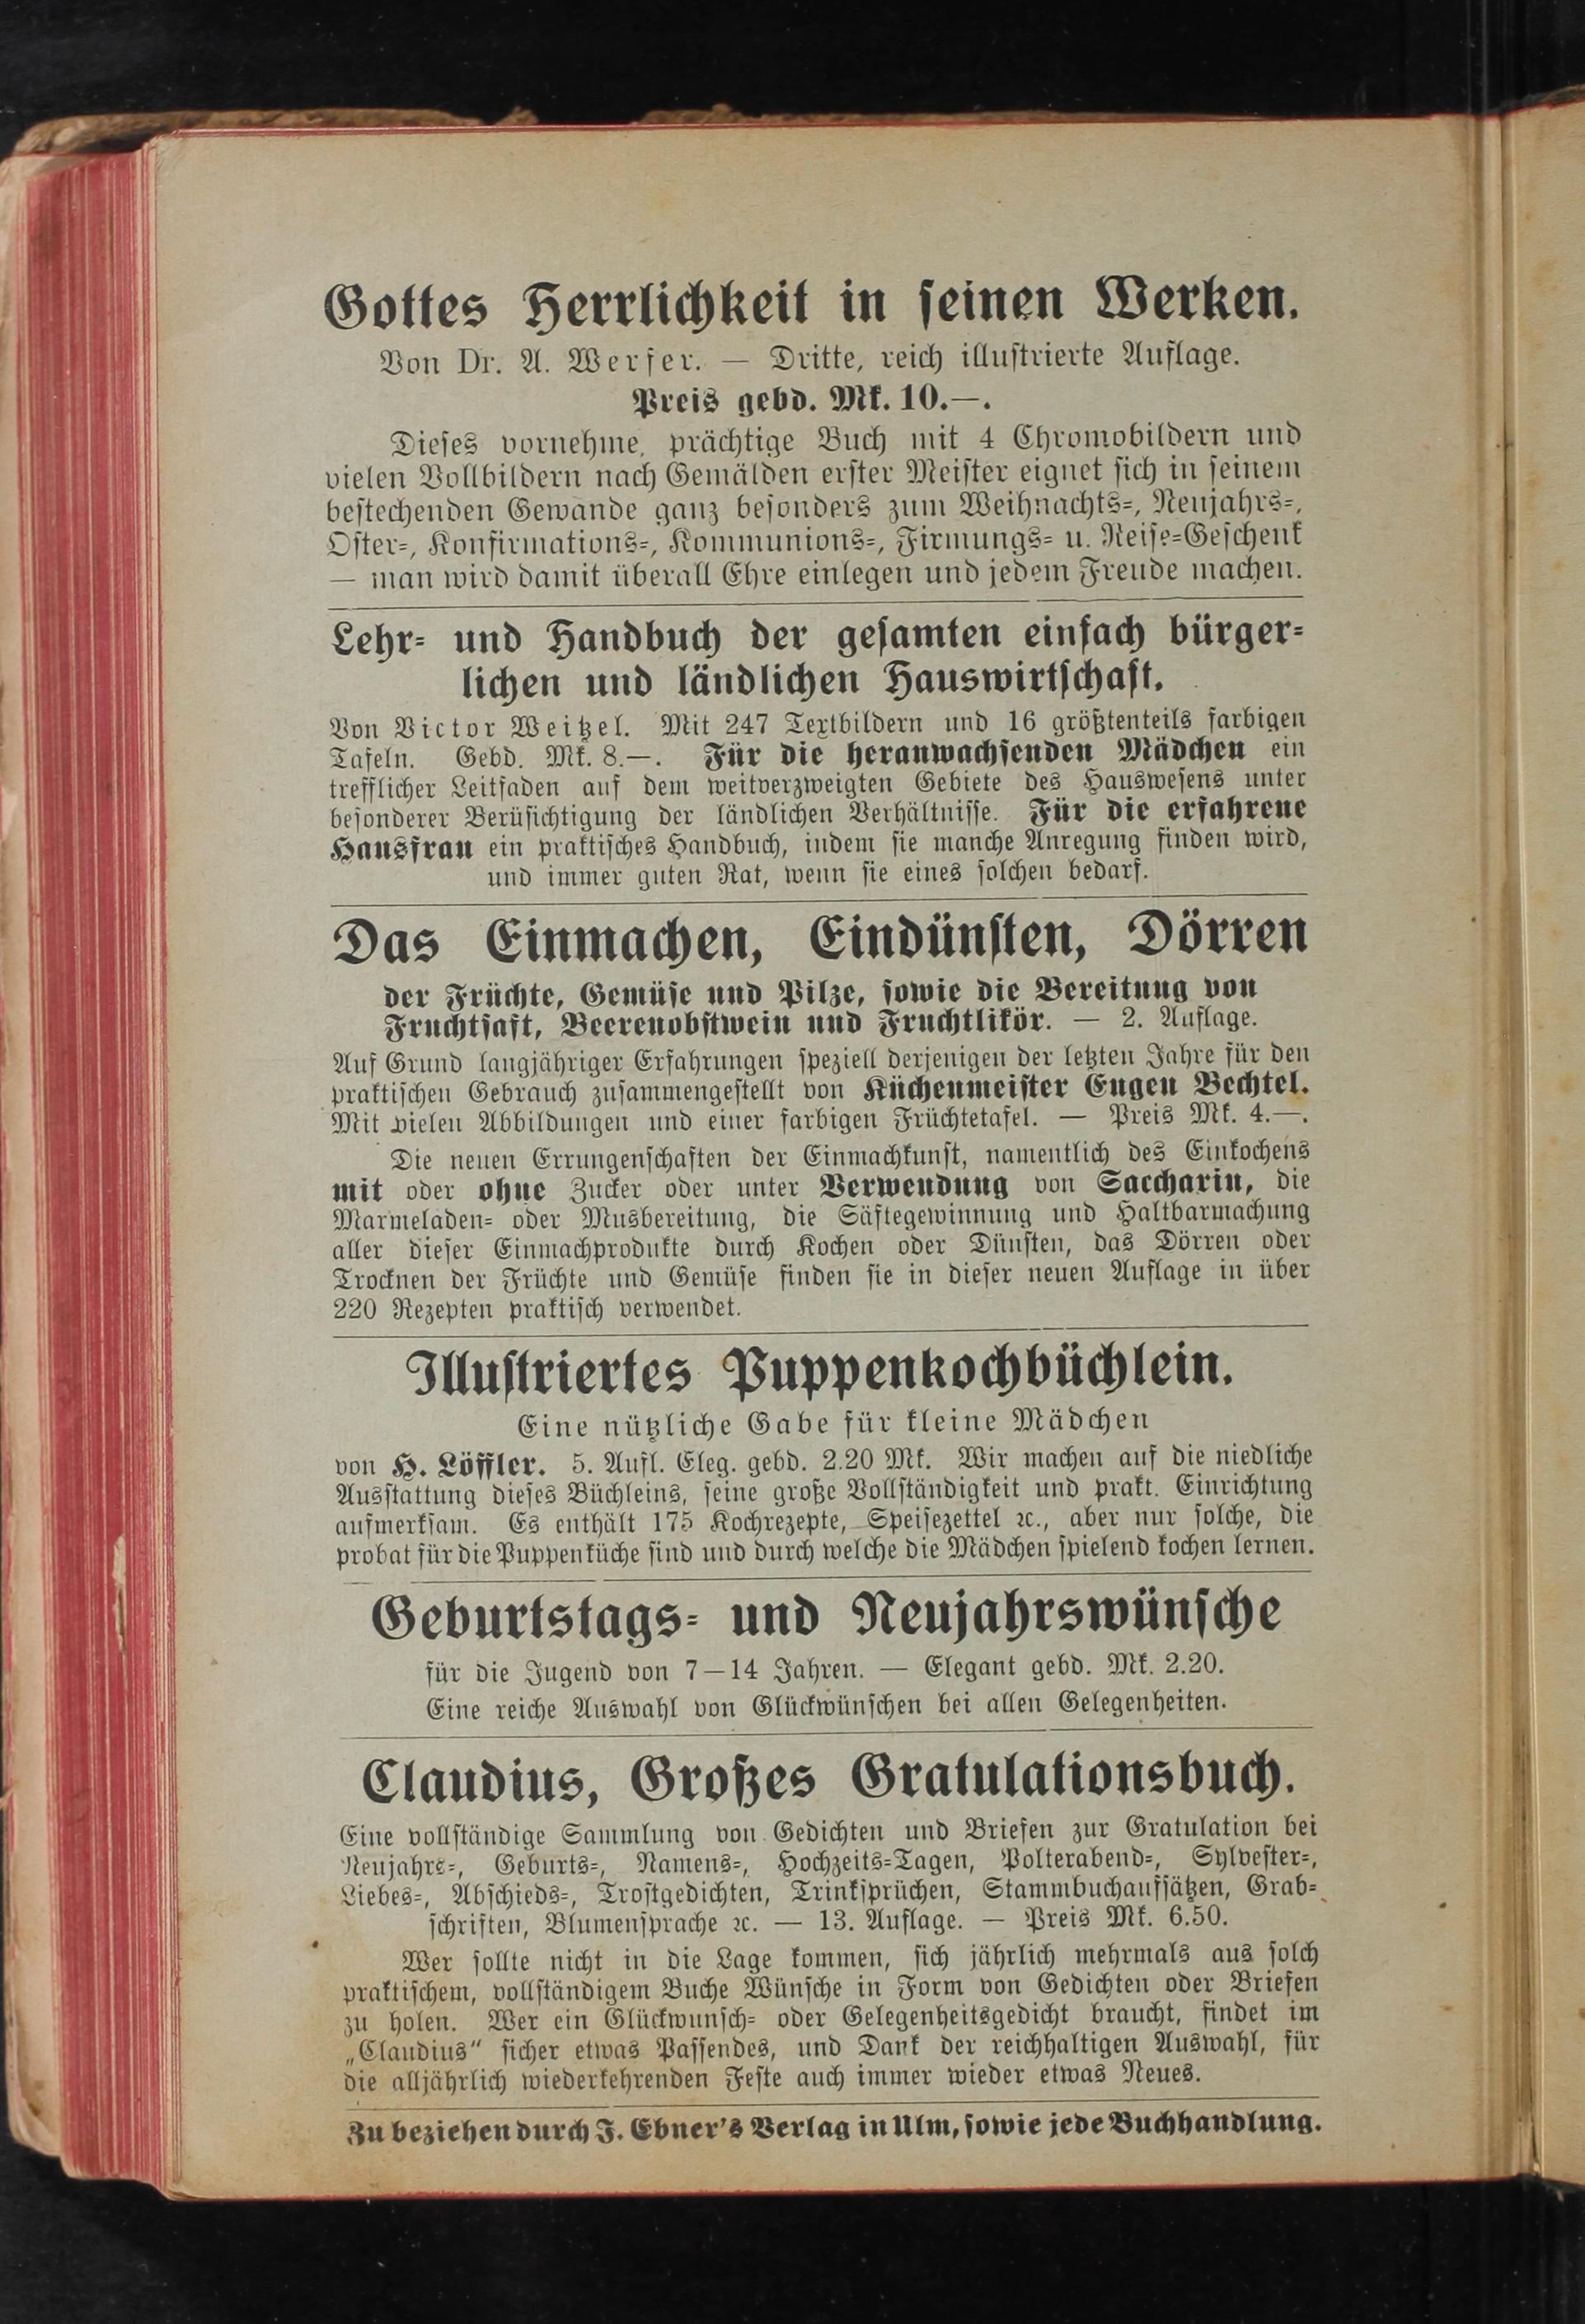 Gottes Herrlichkeit in seinen Werken.
Von Dr. A. Werfer. — Dritte, reich illustrierte Auflage.
Preis gebd. Mk. 10.—.
Dieses vornehme, prächtige Buch mit 4 Chromobildern und
vielen Vollbildern nach Gemälden erster Meister eignet sich in seinem
bestechenden Gewande ganz besonders zum Weihnachts-, Neujahrs-,
Oster-, Konfirmations-, Kommunions-, Firmungs- u. Reise-Geschenk
— man wird damit überall Ehre einlegen und jedem Freude machen.
Lehr- und Handbuch der gesamten einfach bürger-
lichen und ländlichen Hauswirtschaft.
Von Victor Weitzel. Mit 247 Textbildern und 16 größtenteils farbigen
Tafeln. Gebd. Mk. 8.—. Für die heranwachsenden Mädchen ein
trefflicher Leitfaden auf dem weitverzweigten Gebiete des Hauswesens unter
besonderer Berüsichtigung der ländlichen Verhältnisse. Für die erfahrene
Hausfrau ein praktisches Handbuch, indem sie manche Anregung finden wird,
und immer guten Rat, wenn sie eines solchen bedarf.
Das Einmachen, Eindünsten, Dörren
der Früchte, Gemüse und Pilze, sowie die Bereitung von
Fruchtsaft, Beerenobstwein und Fruchtlikör. — 2. Auflage.
Auf Grund langjähriger Erfahrungen speziell derjenigen der letzten Jahre für den
praktischen Gebrauch zusammengestellt von Küchenmeister Eugen Bechtel.
Mit vielen Abbildungen und einer farbigen Früchtetafel. — Preis Mk. 4.—.
Die neuen Errungenschaften der Einmachkunst, namentlich des Einkochens
mit oder ohne Zucker oder unter Verwendung von Saccharin, die
Marmeladen- oder Musbereitung, die Säftegewinnung und Haltbarmachung
aller dieser Einmachprodukte durch Kochen oder Dünsten, das Dörren oder
Trocknen der Früchte und Gemüse finden sie in dieser neuen Auflage in über
220 Rezepten praktisch verwendet.
Illustriertes Puppenkochbüchlein.
Eine nützliche Gabe für kleine Mädchen
von H. Löffler. 5. Aufl. Eleg. gebd. 2.20 Mk. Wir machen auf die niedliche
Ausstattung dieses Büchleins, seine große Vollständigkeit und prakt. Einrichtung
aufmerksam. Es enthält 175 Kochrezepte, Speisezettel ꝛc., aber nur solche, die
probat für die Puppenküche sind und durch welche die Mädchen spielend kochen lernen.
Geburtstags- und Neujahrswünsche
für die Jugend von 7—14 Jahren. — Elegant gebd. Mk. 2.20.
Eine reiche Auswahl von Glückwünschen bei allen Gelegenheiten.
Claudius, Großes Gratulationsbuch.
Eine vollständige Sammlung von Gedichten und Briefen zur Gratulation bei
Neujahrs-, Geburts-, Namens-, Hochzeits-Tagen, Polterabend-, Sylvester-,
Liebes-, Abschieds-, Trostgedichten, Trinksprüchen, Stammbuchaufsätzen, Grab-
schriften, Blumensprache ꝛc. — 13. Auflage. — Preis Mk. 6.50.
Wer sollte nicht in die Lage kommen, sich jährlich mehrmals aus solch
praktischem, vollständigem Buche Wünsche in Form von Gedichten oder Briefen
zu holen. Wer ein Glückwunsch- oder Gelegenheitsgedicht braucht, findet im
„Claudius“ sicher etwas Passendes, und Dank der reichhaltigen Auswahl, für
die alljährlich wiederkehrenden Feste auch immer wieder etwas Neues.
Zu beziehen durch J. Ebner's Verlag in Ulm, sowie jede Buchhandlung.